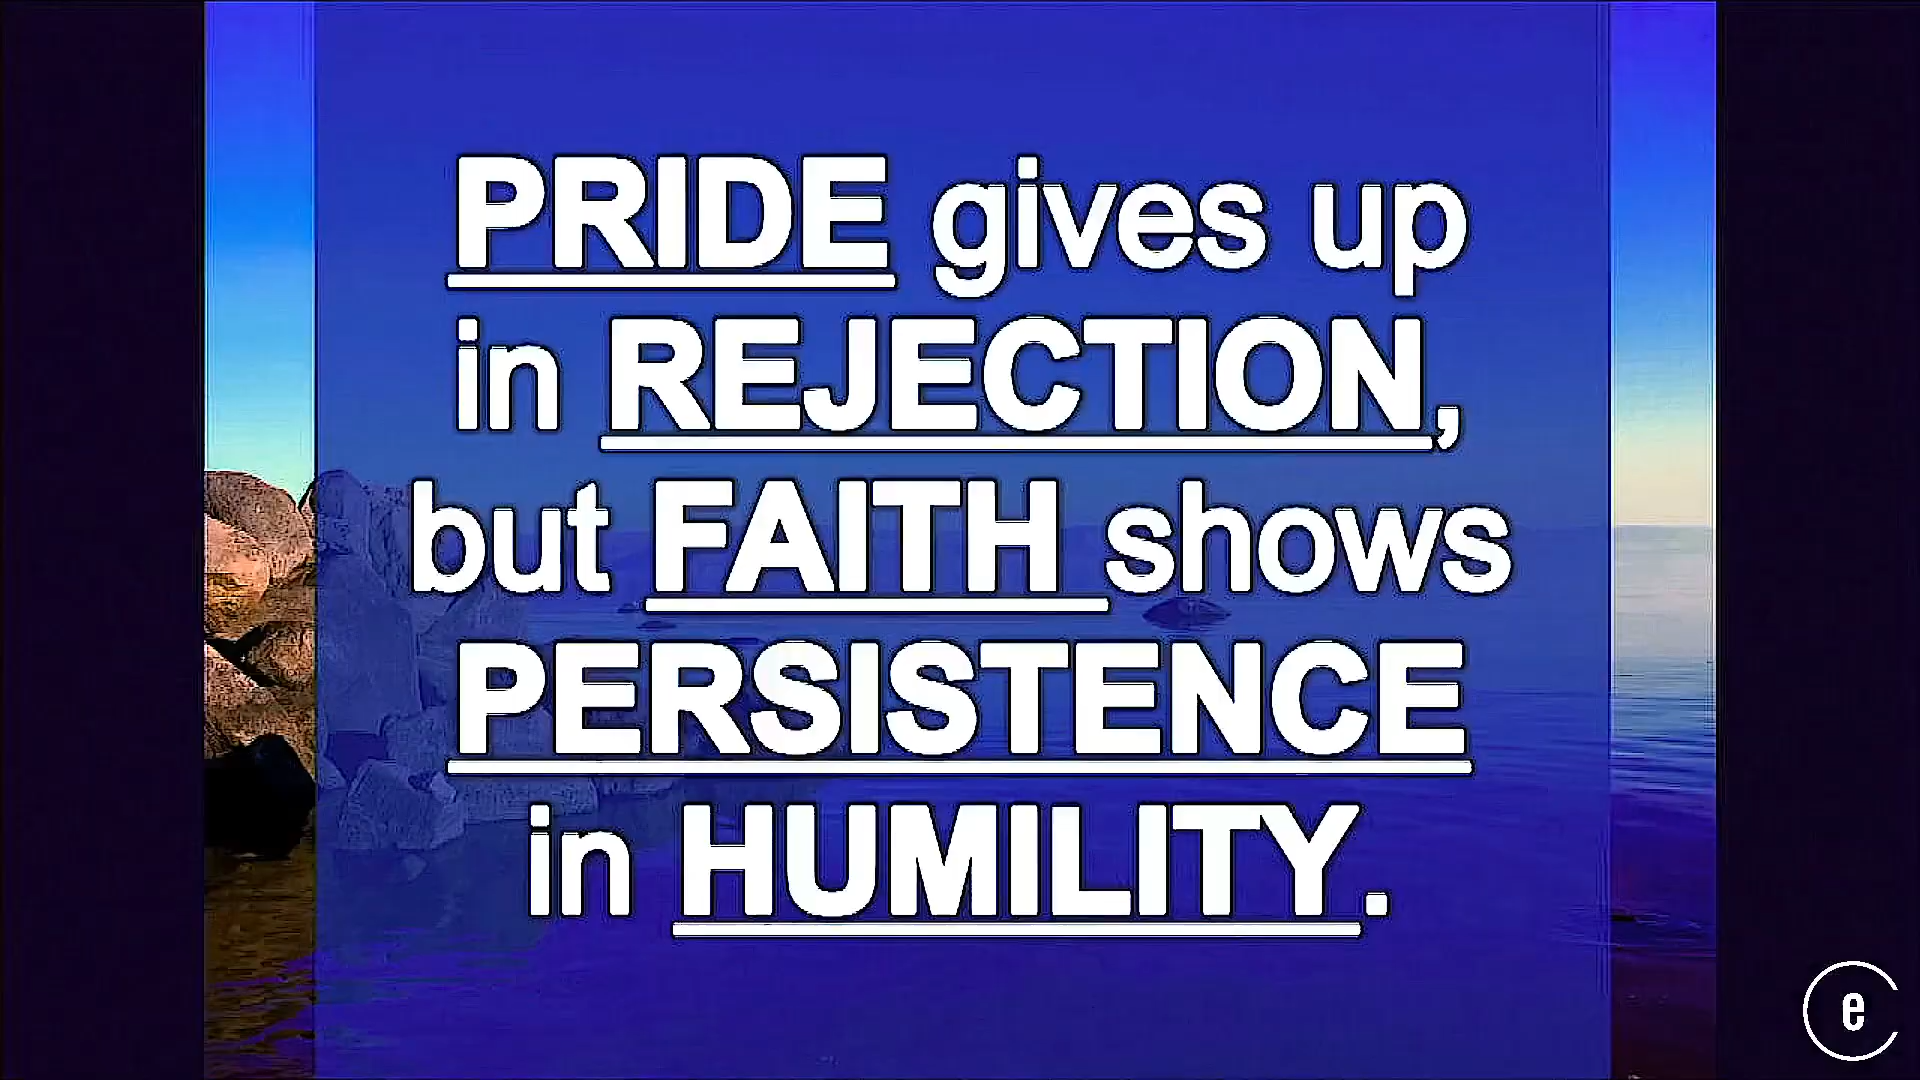 PRIDE gives up
in REJECTION,
but FAITH shows
PERSISTENCE
in HUMILITY.
e